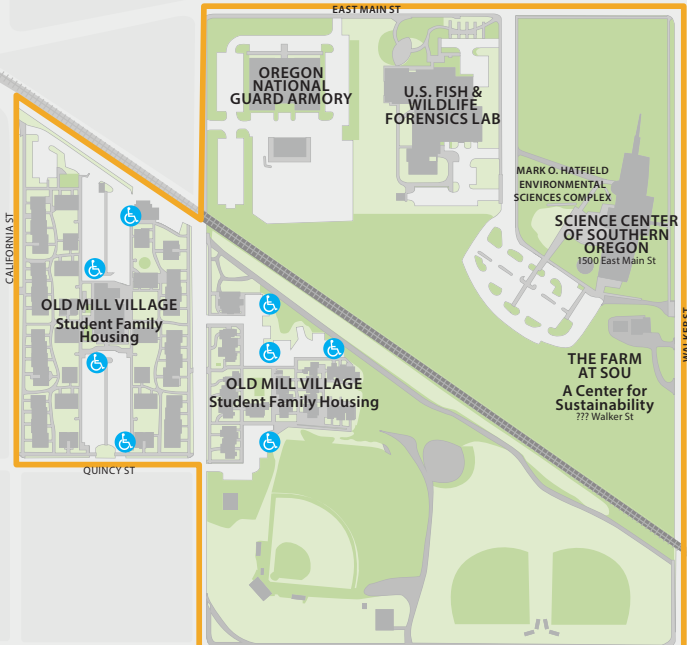 EAST MAIN ST
OREGON
NATIONAL
GUARD ARMORY
U.S. FISH &
WILDLIFE
FORENSICS LAB
MARK O. HATFIELD
ENVIRONMENTAL
SCIENCES COMPLEX
SCIENCE CENTER
OF SOUTHERN
OREGON
1500 East Main St
CALIFORNIA ST
OLD MILL VILLAGE
Student Family
Housing
WALKER ST
THE FARM
AT SOU
A Center for
Sustainability
??? Walker St
OLD MILL VILLAGE
Student Family Housing
QUINCY ST